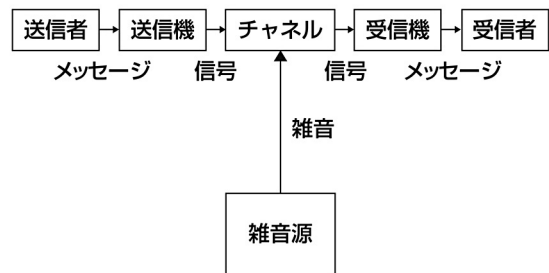 送信者 送信機 チャネル 受信機 受信者
メッセージ 信号 信号 メッセージ
雑音
雑音源